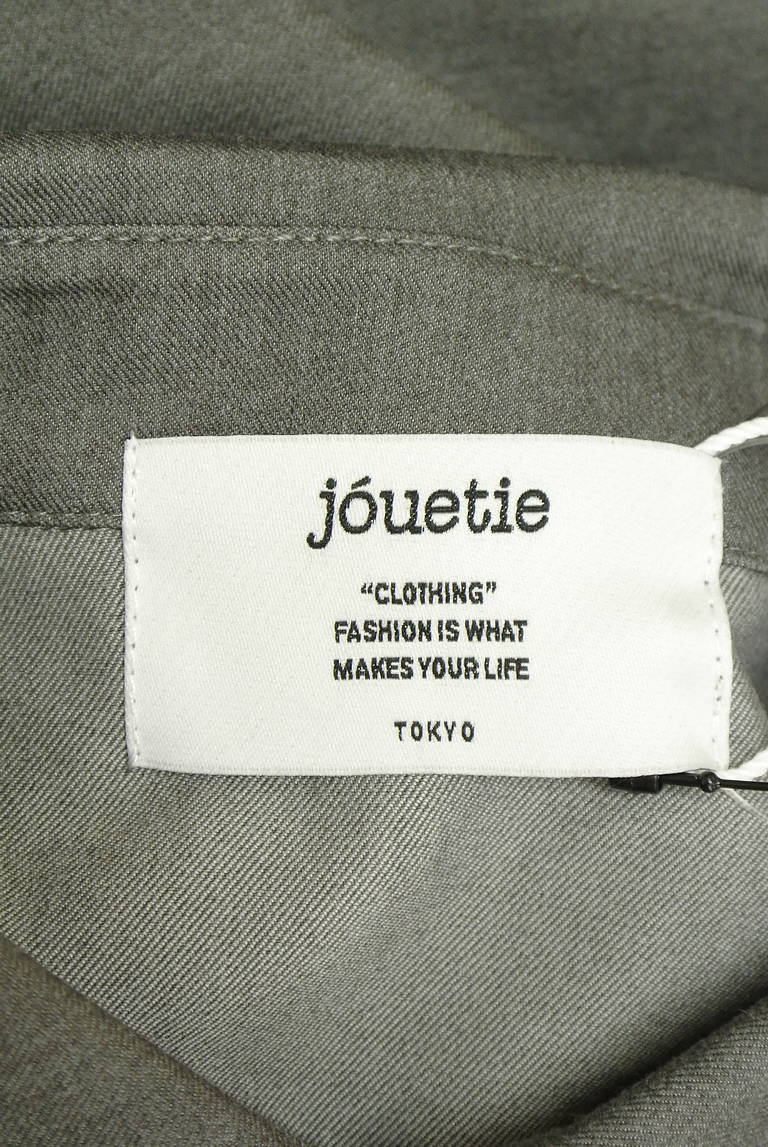 jóuetie
“CLOTHING”
FASHION IS WHAT
MAKES YOUR LIFE
TOKYO